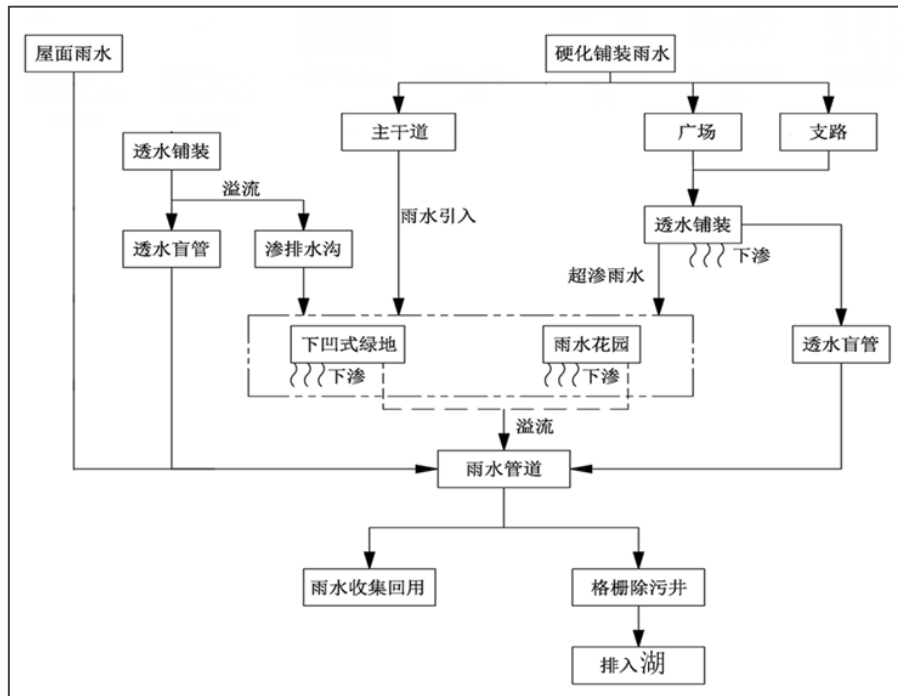 屋面雨水
硬化铺装雨水
主干道
广场
支路
透水铺装
溢流
雨水引入
透水铺装
下渗
透水盲管
渗排水沟
超渗雨水
下凹式绿地
雨水花园
透水盲管
下渗
下渗
溢流
雨水管道
雨水收集回用
格栅除污井
排入湖